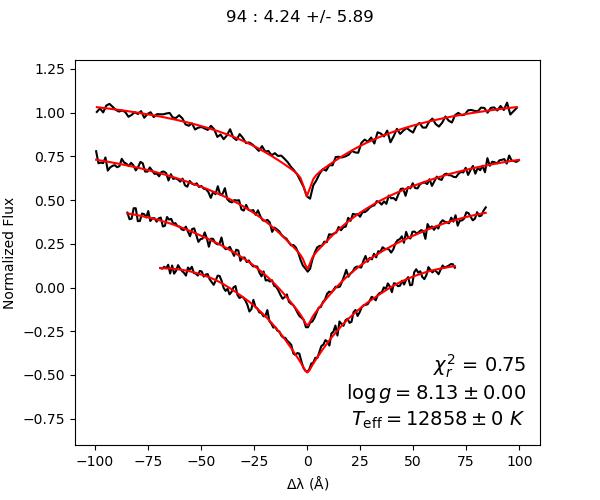 94 : 4.24 +/- 5.89
1.25
1.00
0.75
0.50
0.25
0.00
−0.25
−0.50
−0.75
Normalized Flux
χ²ᵣ = 0.75
log g = 8.13 ± 0.00
T_eff = 12858 ± 0 K
−100 −75 −50 −25 0 25 50 75 100
Δλ (Å)